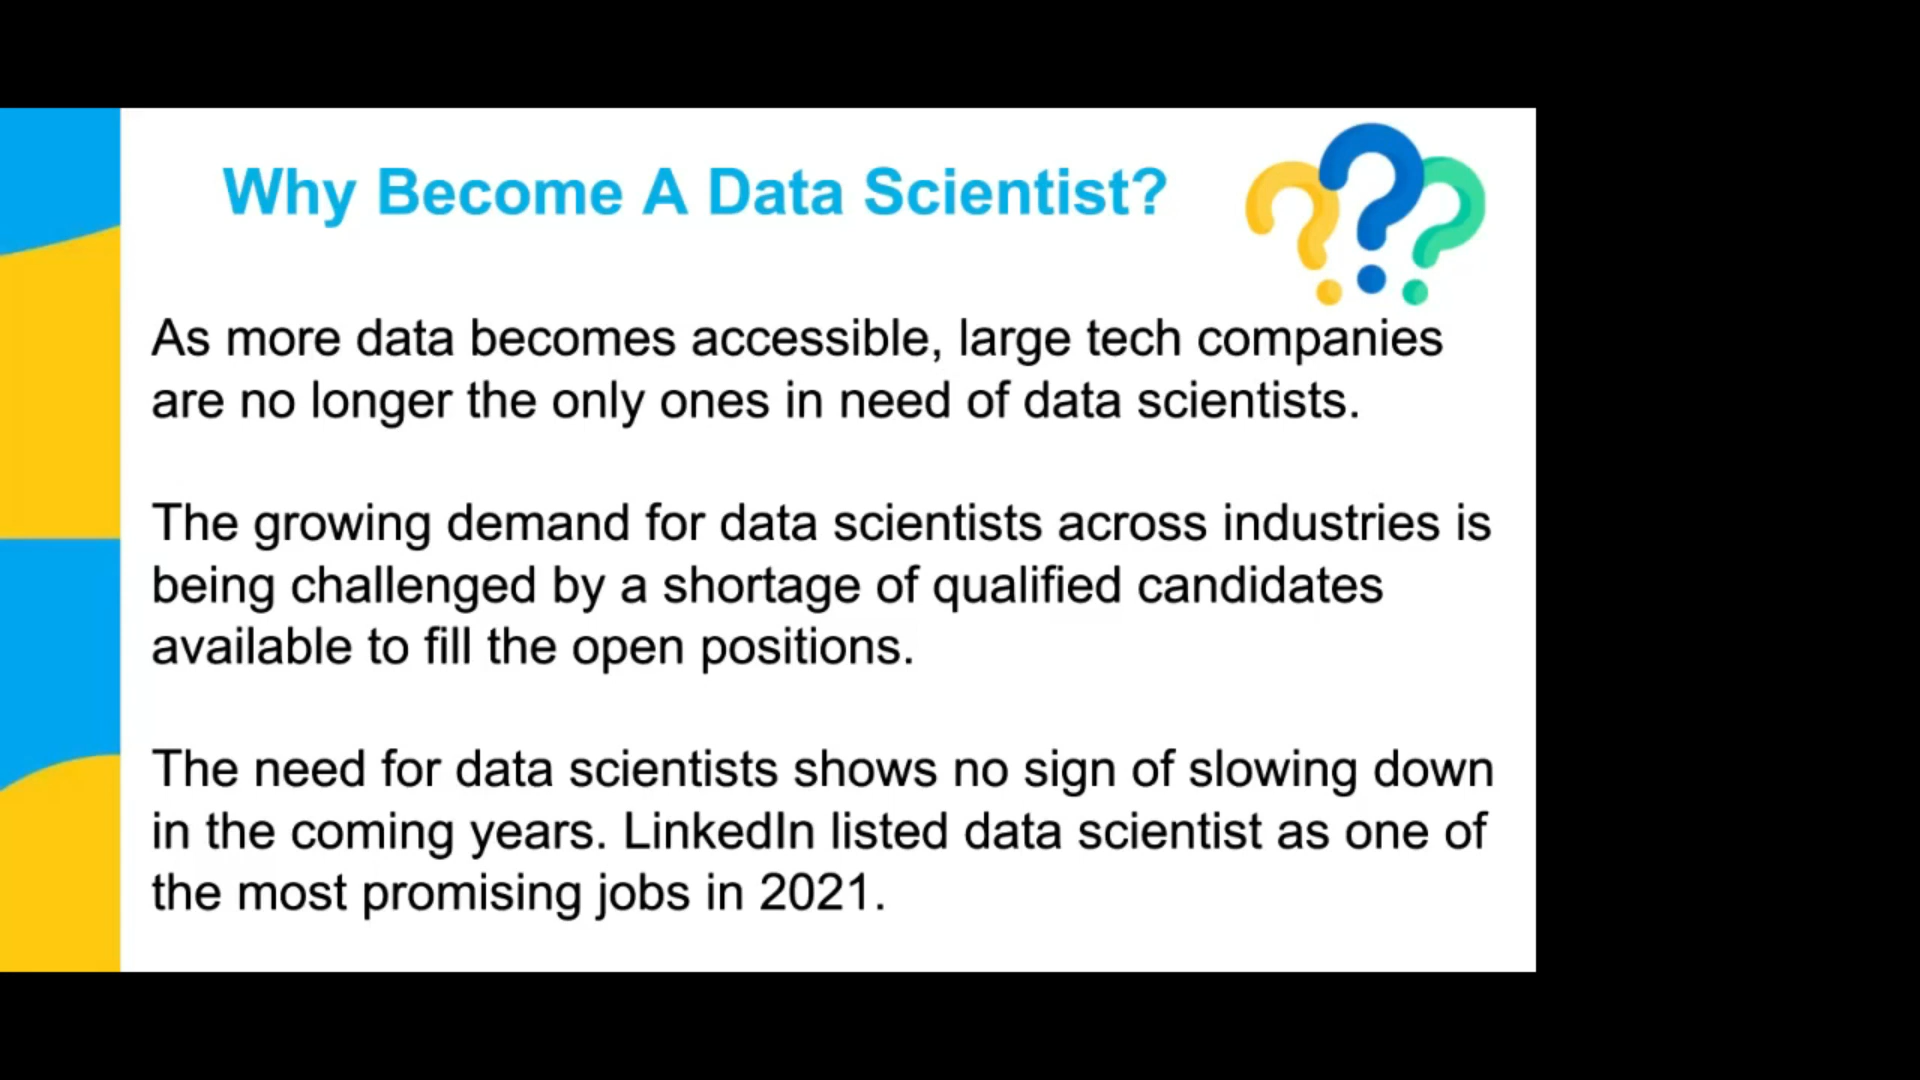 Why Become A Data Scientist?
As more data becomes accessible, large tech companies
are no longer the only ones in need of data scientists.
The growing demand for data scientists across industries is
being challenged by a shortage of qualified candidates
available to fill the open positions.
The need for data scientists shows no sign of slowing down
in the coming years. LinkedIn listed data scientist as one of
the most promising jobs in 2021.